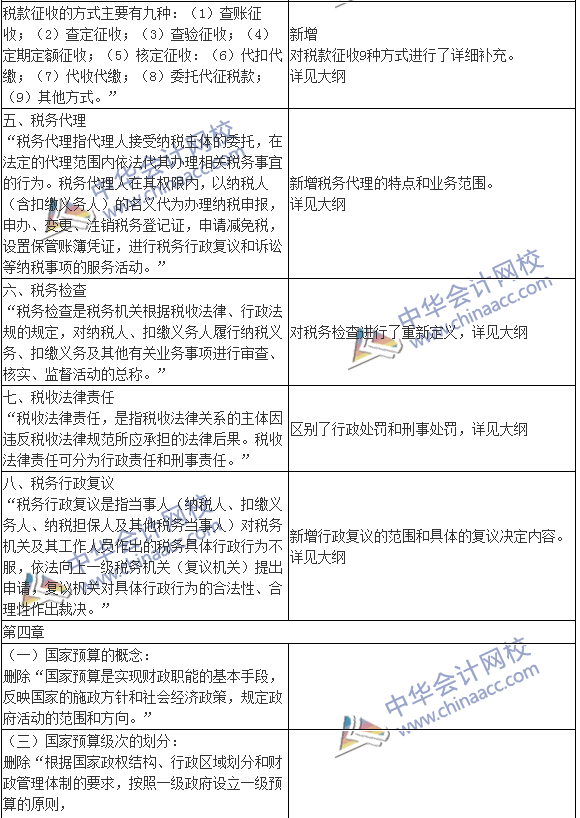 税款征收的方式主要有九种：（1）查账征
收；（2）查定征收；（3）查验征收；（4）
定期定额征收；（5）核定征收：（6）代扣代
缴；（7）代收代缴；（8）委托代征税款；
（9）其他方式。”
新增
对税款征收9种方式进行了详细补充。
详见大纲
五、税务代理
“税务代理指代理人接受纳税主体的委托，在
法定的代理范围内依法代其办理相关税务事宜
的行为。税务代理人在其权限内，以纳税人
（含扣缴义务人）的名义代为办理纳税申报，
申办、变更、注销税务登记证，申请减免税，
设置保管账簿凭证，进行税务行政复议和诉讼
等纳税事项的服务活动。”
新增税务代理的特点和业务范围。
详见大纲
六、税务检查
“税务检查是税务机关根据税收法律、行政法
规的规定，对纳税人、扣缴义务人履行纳税义
务、扣缴义务及其他有关业务事项进行审查、
核实、监督活动的总称。”
对税务检查进行了重新定义，详见大纲
七、税收法律责任
“税收法律责任，是指税收法律关系的主体因
违反税收法律规范所应承担的法律后果。税收
法律责任可分为行政责任和刑事责任。”
区别了行政处罚和刑事处罚，详见大纲
八、税务行政复议
“税务行政复议是指当事人（纳税人、扣缴义
务人、纳税担保人及其他税务当事人）对税务
机关及其工作人员作出的税务具体行政行为不
服，依法向上一级税务机关（复议机关）提出
申请，复议机关对具体行政行为的合法性、合
理性作出裁决。”
新增行政复议的范围和具体的复议决定内容。
详见大纲
第四章
（一）国家预算的概念：
删除“国家预算是实现财政职能的基本手段，
反映国家的施政方针和社会经济政策，规定政
府活动的范围和方向。”
（三）国家预算级次的划分：
删除“根据国家政权结构、行政区域划分和财
政管理体制的要求，按照一级政府设立一级预
算的原则，
中华会计网校
www.chinaacc.com
中华会计网校
www.chinaacc.com
中华会计网校
www.chinaacc.com
中华会计网校
www.chinaacc.com